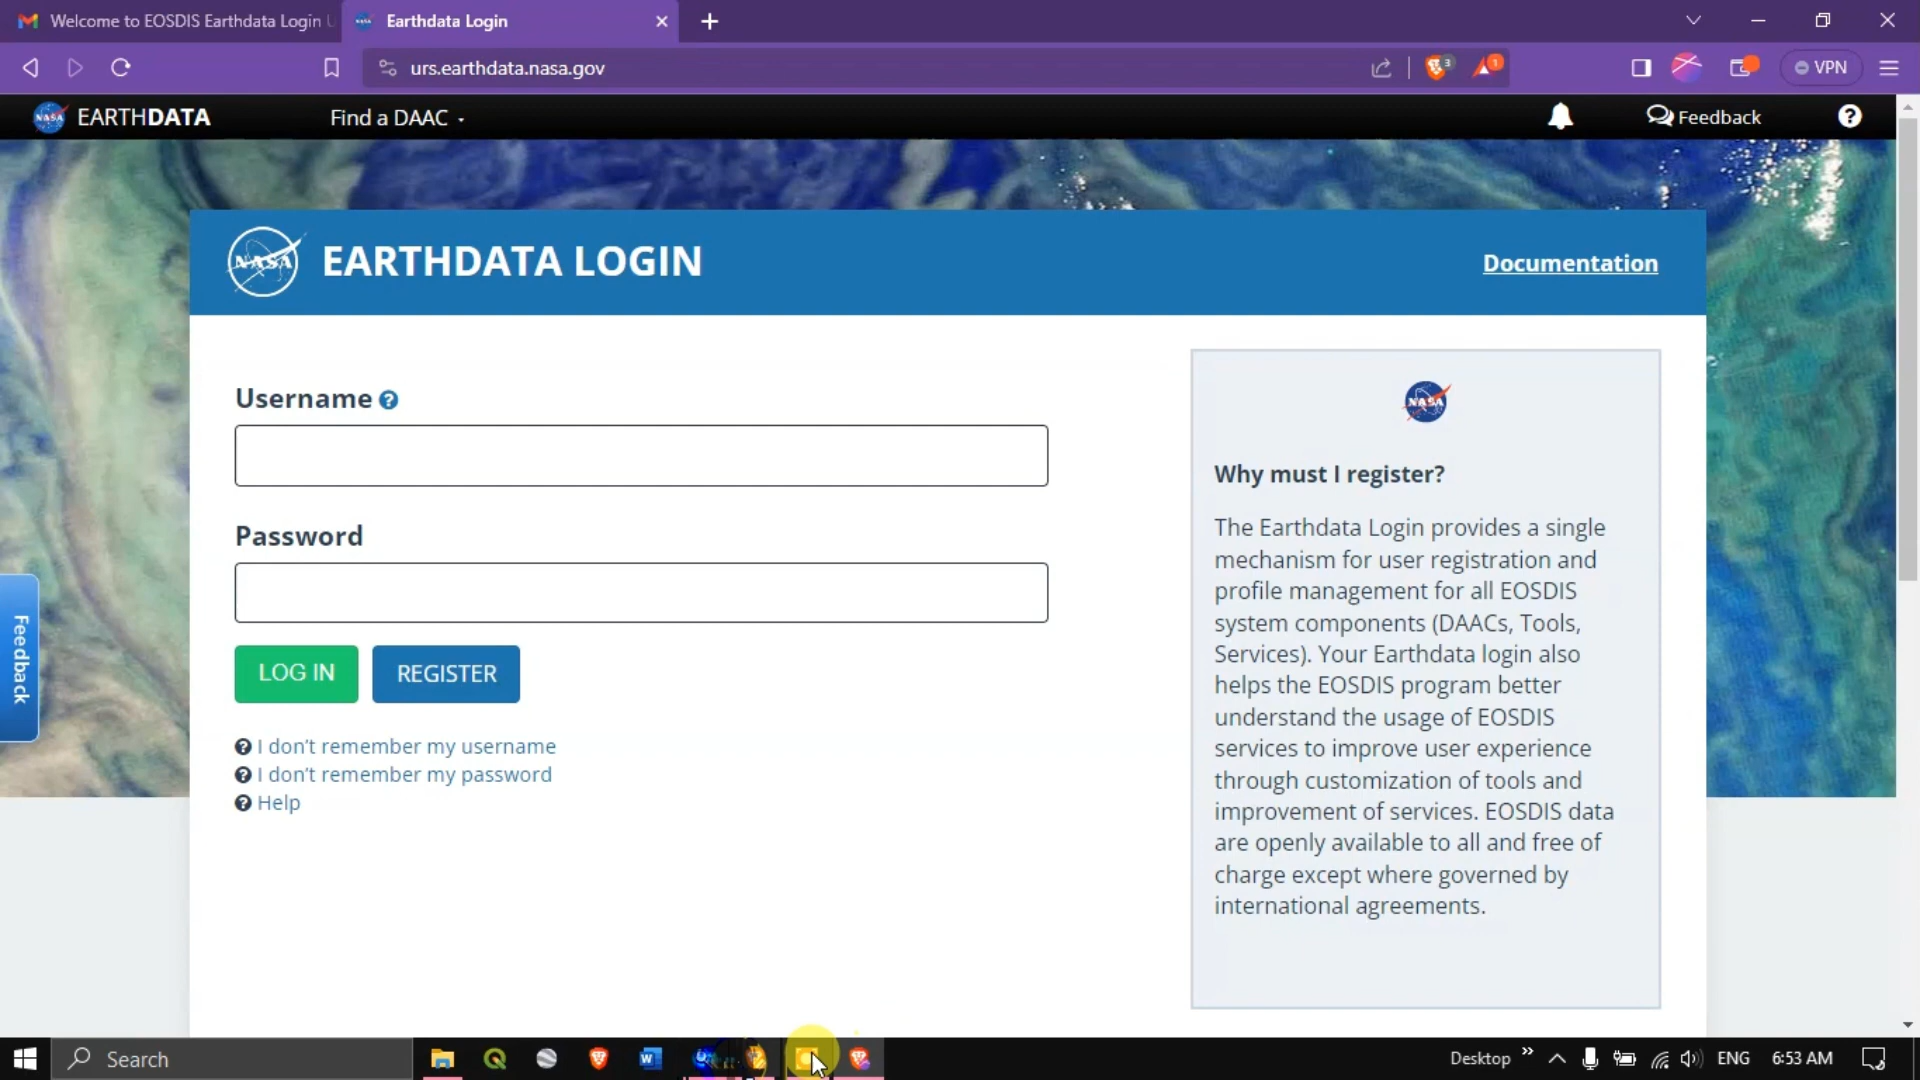 Welcome to EOSDIS Earthdata Login U
Earthdata Login
urs.earthdata.nasa.gov
3
1
VPN
NASA
EARTHDATA
Find a DAAC
Feedback
NASA
EARTHDATA LOGIN
Documentation
Username
Password
LOG IN
REGISTER
I don’t remember my username
I don’t remember my password
Help
NASA
Why must I register?
The Earthdata Login provides a single
mechanism for user registration and
profile management for all EOSDIS
system components (DAACs, Tools,
Services). Your Earthdata login also
helps the EOSDIS program better
understand the usage of EOSDIS
services to improve user experience
through customization of tools and
improvement of services. EOSDIS data
are openly available to all and free of
charge except where governed by
international agreements.
Feedback
Search
Desktop
ENG
6:53 AM